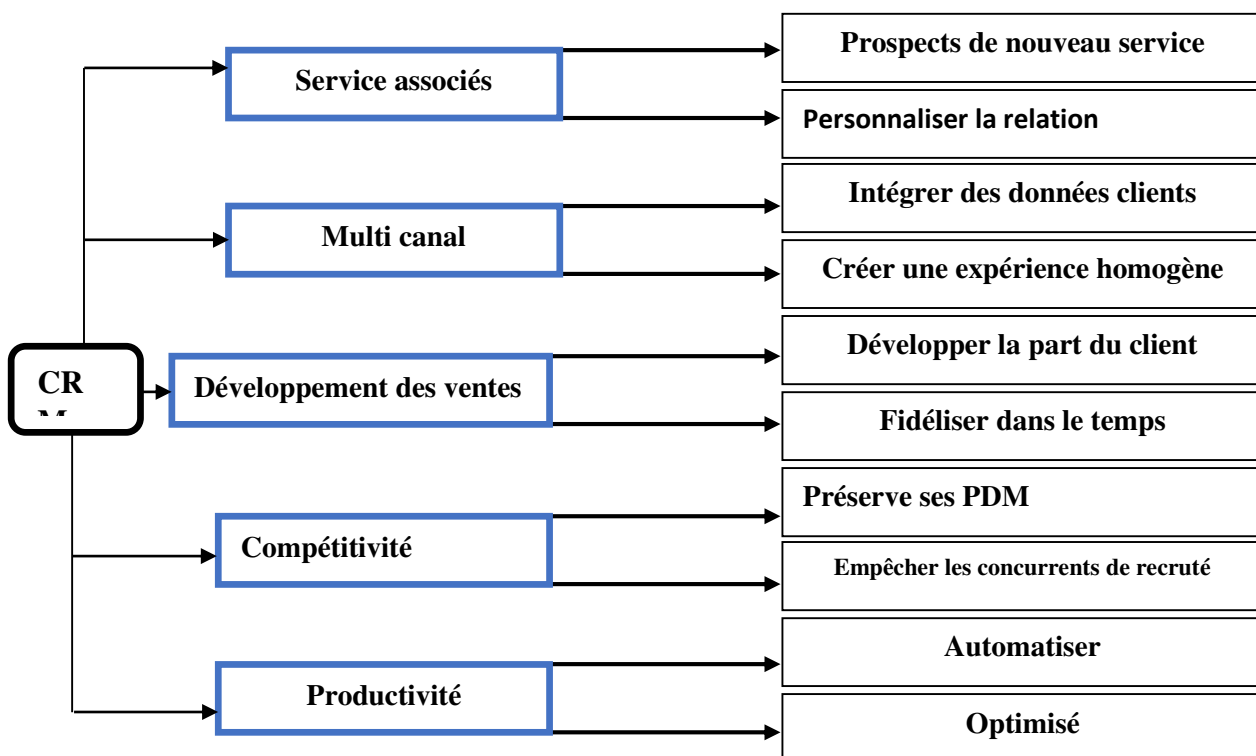 Prospects de nouveau service
Service associés
Personnaliser la relation
Intégrer des données clients
Multi canal
Créer une expérience homogène
Développer la part du client
CR
M
Développement des ventes
Fidéliser dans le temps
Préserve ses PDM
Compétitivité
Empêcher les concurrents de recruté
Automatiser
Productivité
Optimisé